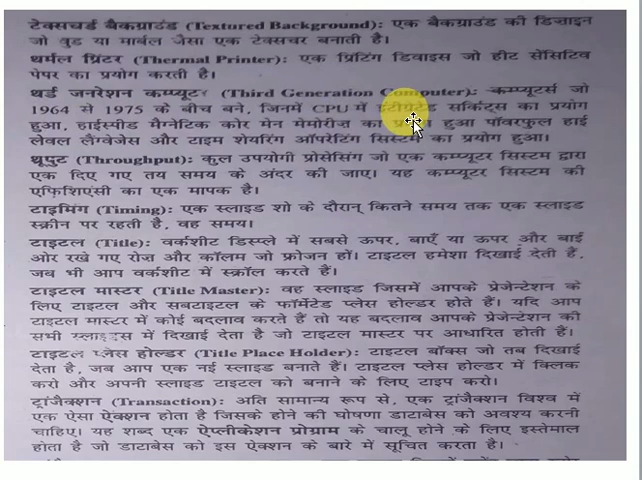 टेक्सचर्ड बैकग्राउंड (Textured Background): एक बैकग्राउंड की डिज़ाइन
जो वुड या मार्बल जैसा एक टेक्सचर बनाती है।
थर्मल प्रिंटर (Thermal Printer): एक प्रिंटिंग डिवाइस जो हीट सेंसिटिव
पेपर का प्रयोग करती है।
थर्ड जनरेशन कम्प्यूटर (Third Generation Computer): कम्प्यूटर्स जो
1964 से 1975 के बीच बने, जिनमें CPU में इंटीग्रेटेड सर्किट्स का प्रयोग
हुआ, हाईस्पीड मैग्नेटिक कोर मेन मेमोरीज़ का प्रयोग हुआ पॉवरफुल हाई
लेवल लैंग्वेजेस और टाइम शेयरिंग ऑपरेटिंग सिस्टम का प्रयोग हुआ।
थ्रूपुट (Throughput): कुल उपयोगी प्रोसेसिंग जो एक कम्प्यूटर सिस्टम द्वारा
एक दिए गए तय समय के अंदर की जाए। यह कम्प्यूटर सिस्टम की
एफ़िशिएंसी का एक मापक है।
टाइमिंग (Timing): एक स्लाइड शो के दौरान् कितने समय तक एक स्लाइड
स्क्रीन पर रहती है, वह समय।
टाइटल (Title): वर्कशीट डिस्प्ले में सबसे ऊपर, बाएँ या ऊपर और बाईं
ओर रखे गए रोज़ और कॉलम जो फ्रोजन हों। टाइटल हमेशा दिखाई देती हैं,
जब भी आप वर्कशीट में स्क्रॉल करते हैं।
टाइटल मास्टर (Title Master): वह स्लाइड जिसमें आपके प्रेजेन्टेशन के
लिए टाइटल और सबटाइटल के फॉर्मेटेड प्लेस होल्डर होते हैं। यदि आप
टाइटल मास्टर में कोई बदलाव करते हैं तो यह बदलाव आपके प्रेजेन्टेशन की
सभी स्लाइड्स में दिखाई देता है जो टाइटल मास्टर पर आधारित होती हैं।
टाइटल प्लेस होल्डर (Title Place Holder): टाइटल बॉक्स जो तब दिखाई
देता है, जब आप एक नई स्लाइड बनाते हैं। टाइटल प्लेस होल्डर में क्लिक
करो और अपनी स्लाइड टाइटल को बनाने के लिए टाइप करो।
ट्रांजैक्शन (Transaction): अति सामान्य रूप से, एक ट्रांजैक्शन विश्व में
एक ऐसा ऐक्शन होता है जिसके होने की घोषणा डाटाबेस को अवश्य करनी
चाहिए। यह शब्द एक ऐप्लीकेशन प्रोग्राम के चालू होने के लिए इस्तेमाल
होता है जो डाटाबेस को इस ऐक्शन के बारे में सूचित करता है।